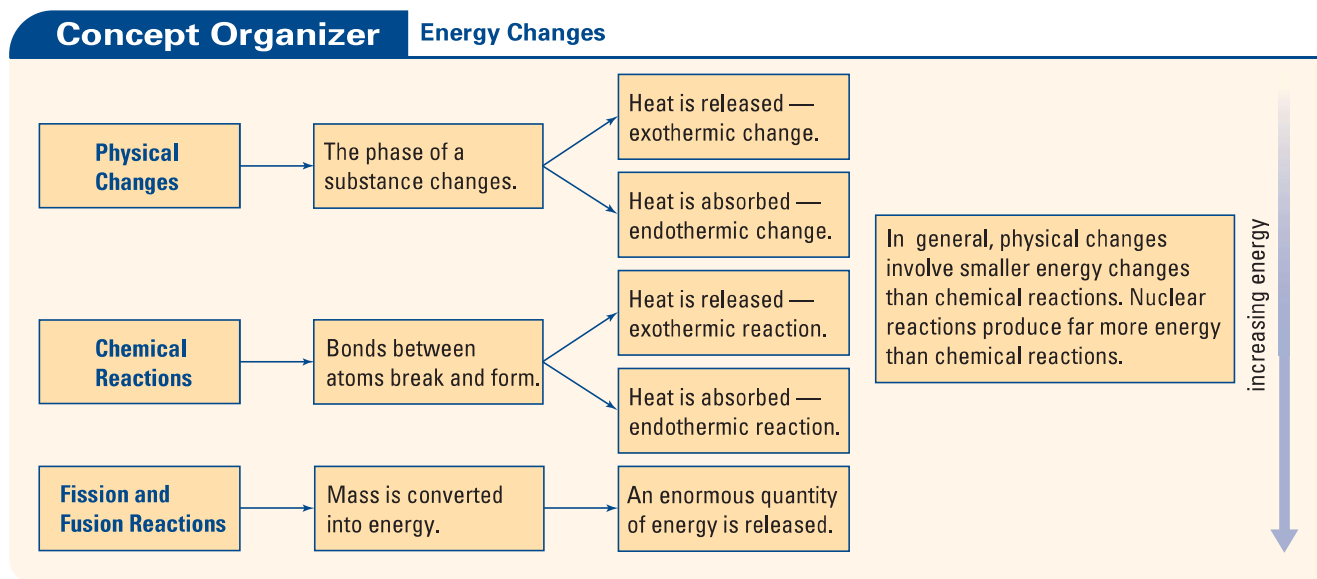 Concept Organizer
Energy Changes
Physical
Changes
The phase of a
substance changes.
Heat is released —
exothermic change.
Heat is absorbed —
endothermic change.
Chemical
Reactions
Bonds between
atoms break and form.
Heat is released —
exothermic reaction.
Heat is absorbed —
endothermic reaction.
Fission and
Fusion Reactions
Mass is converted
into energy.
An enormous quantity
of energy is released.
In general, physical changes
involve smaller energy changes
than chemical reactions. Nuclear
reactions produce far more energy
than chemical reactions.
increasing energy